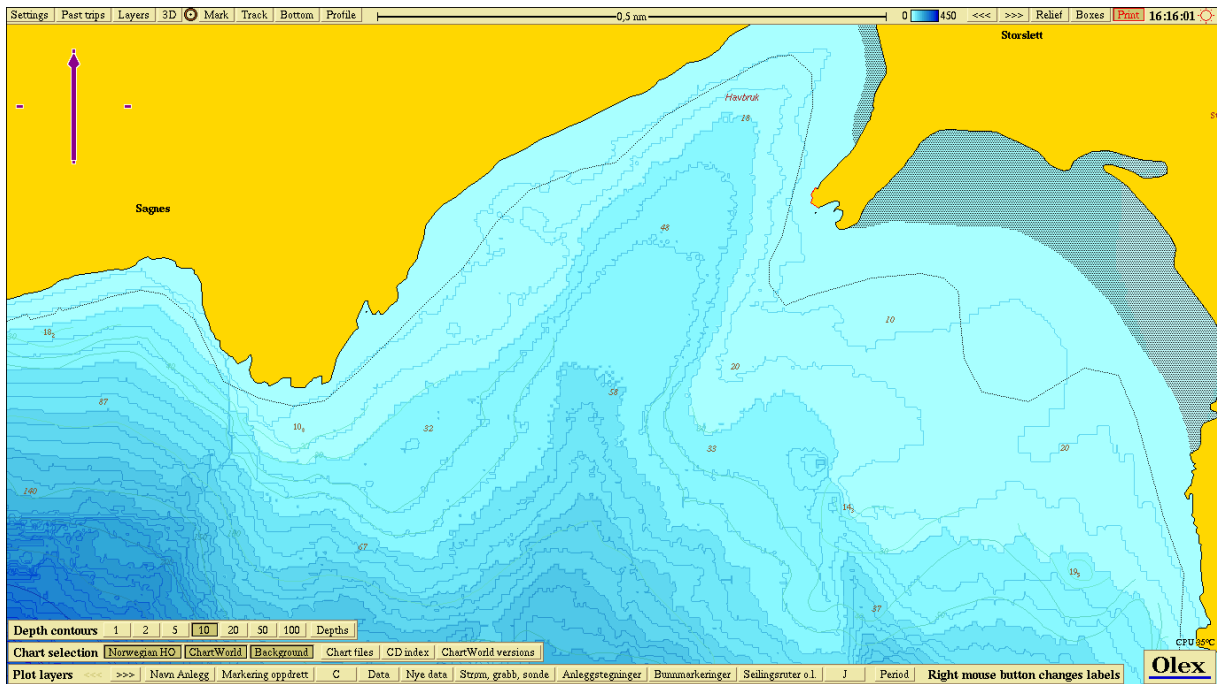 Settings Past trips Layers 3D Mark Track Bottom Profile 0,5 nm 0 450 <<< >>> Relief Boxes Print 16:16:01
Storslett
Havbruk
18
Sagnes
48
10
18₅
20
58
87
10₅
32
33
20
140
14₅
67
19₅
37
Depth contours 1 2 5 10 20 50 100 Depths
CPU 35°C
Chart selection Norwegian HO ChartWorld Background Chart files CD index ChartWorld versions
Olex
Plot layers <<< >>> Navn Anlegg Markering oppdrett C Data Nye data Strøm, grabb, sonde Anleggstegninger Bunnmarkeringer Seilingsruter o.l. J Period Right mouse button changes labels